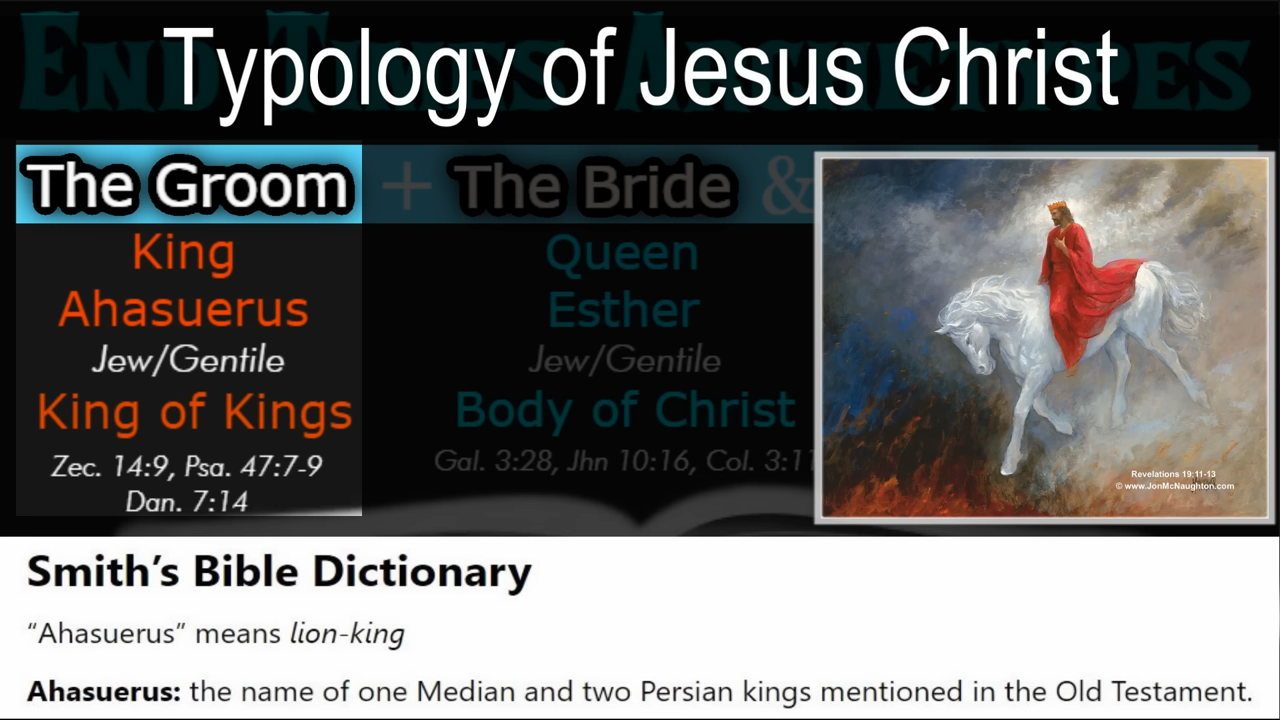 Typology of Jesus Christ
The Groom + The Bride &
King
Ahasuerus
Jew/Gentile
King of Kings
Zec. 14:9, Psa. 47:7-9
Dan. 7:14
Queen
Esther
Jew/Gentile
Body of Christ
Gal. 3:28, Jhn 10:16, Col. 3:11
Revelations 19:11-13
© www.JonMcNaughton.com
Smith’s Bible Dictionary
“Ahasuerus” means lion-king
Ahasuerus: the name of one Median and two Persian kings mentioned in the Old Testament.